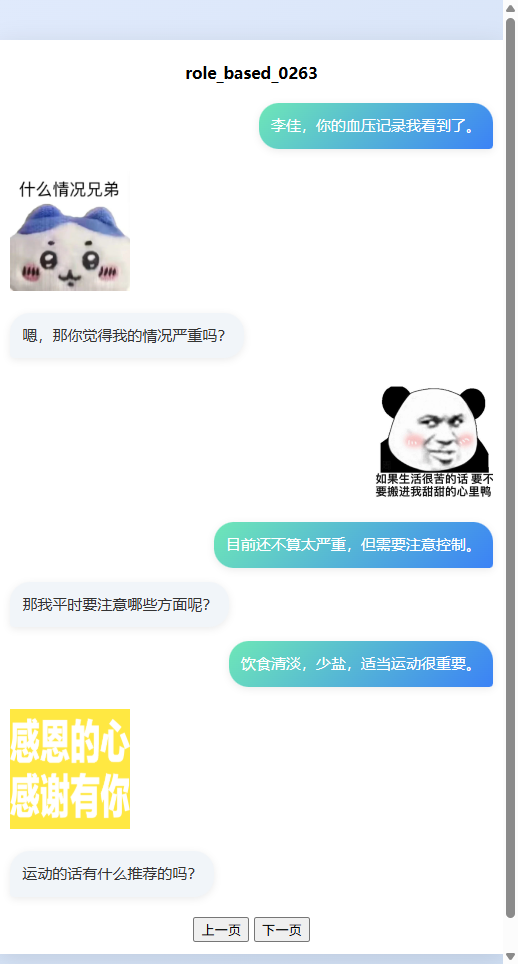 role_based_0263
李佳，你的血压记录我看到了。
什么情况兄弟
嗯，那你觉得我的情况严重吗？
如果生活很苦的话 要不
要搬进我甜甜的心里鸭
目前还不算太严重，但需要注意控制。
那我平时要注意哪些方面呢？
饮食清淡，少盐，适当运动很重要。
感恩的心
感谢有你
运动的话有什么推荐的吗？
上一页 下一页